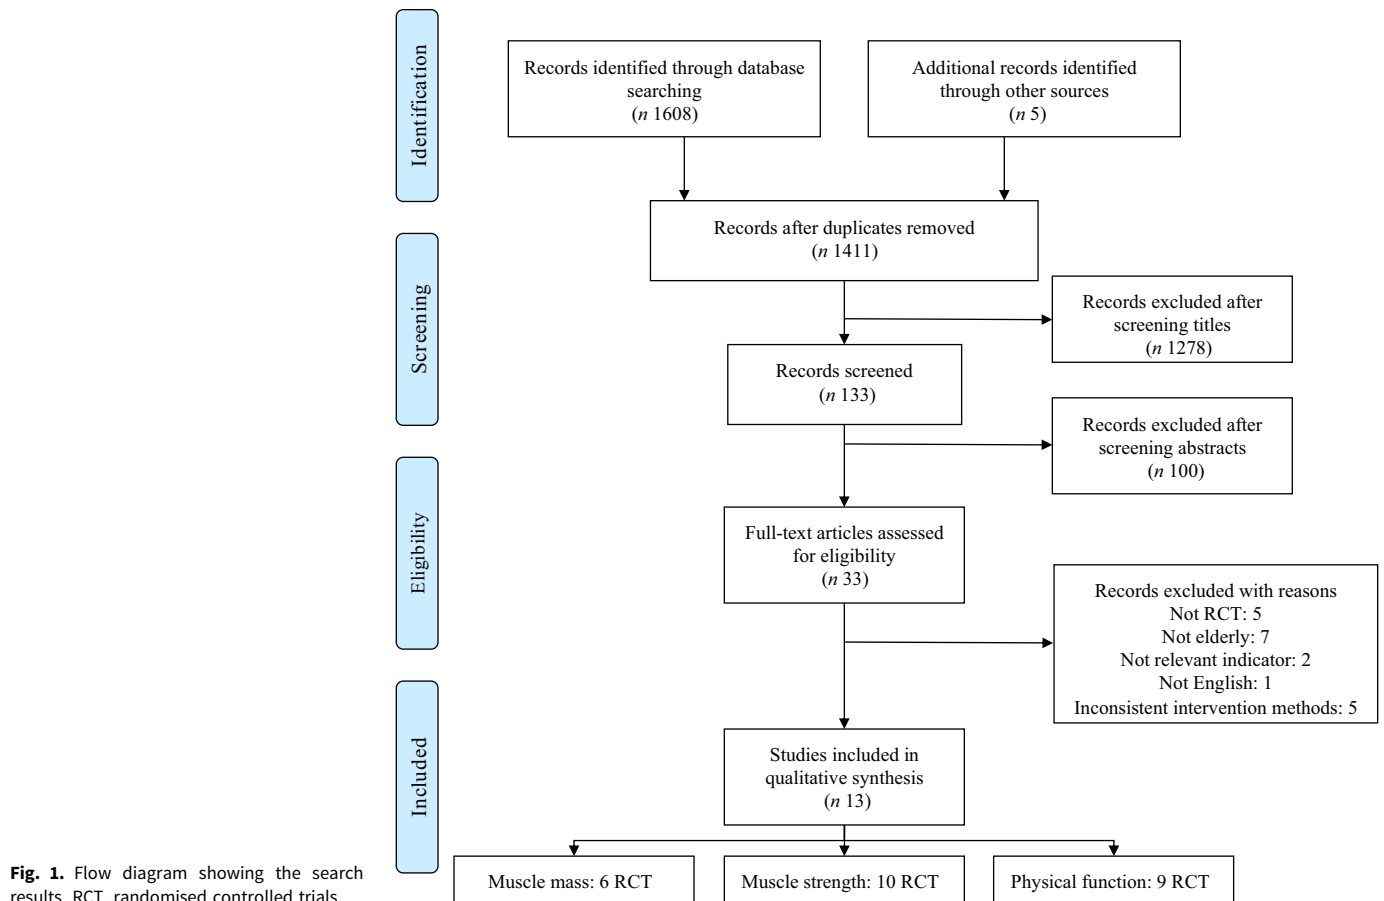 Identification
Records identified through database
searching
(n 1608)
Additional records identified
through other sources
(n 5)
Records after duplicates removed
(n 1411)
Screening
Records excluded after
screening titles
(n 1278)
Records screened
(n 133)
Records excluded after
screening abstracts
(n 100)
Eligibility
Full-text articles assessed
for eligibility
(n 33)
Records excluded with reasons
Not RCT: 5
Not elderly: 7
Not relevant indicator: 2
Not English: 1
Inconsistent intervention methods: 5
Included
Studies included in
qualitative synthesis
(n 13)
Muscle mass: 6 RCT
Muscle strength: 10 RCT
Physical function: 9 RCT
Fig. 1. Flow diagram showing the search
results. RCT, randomised controlled trials.